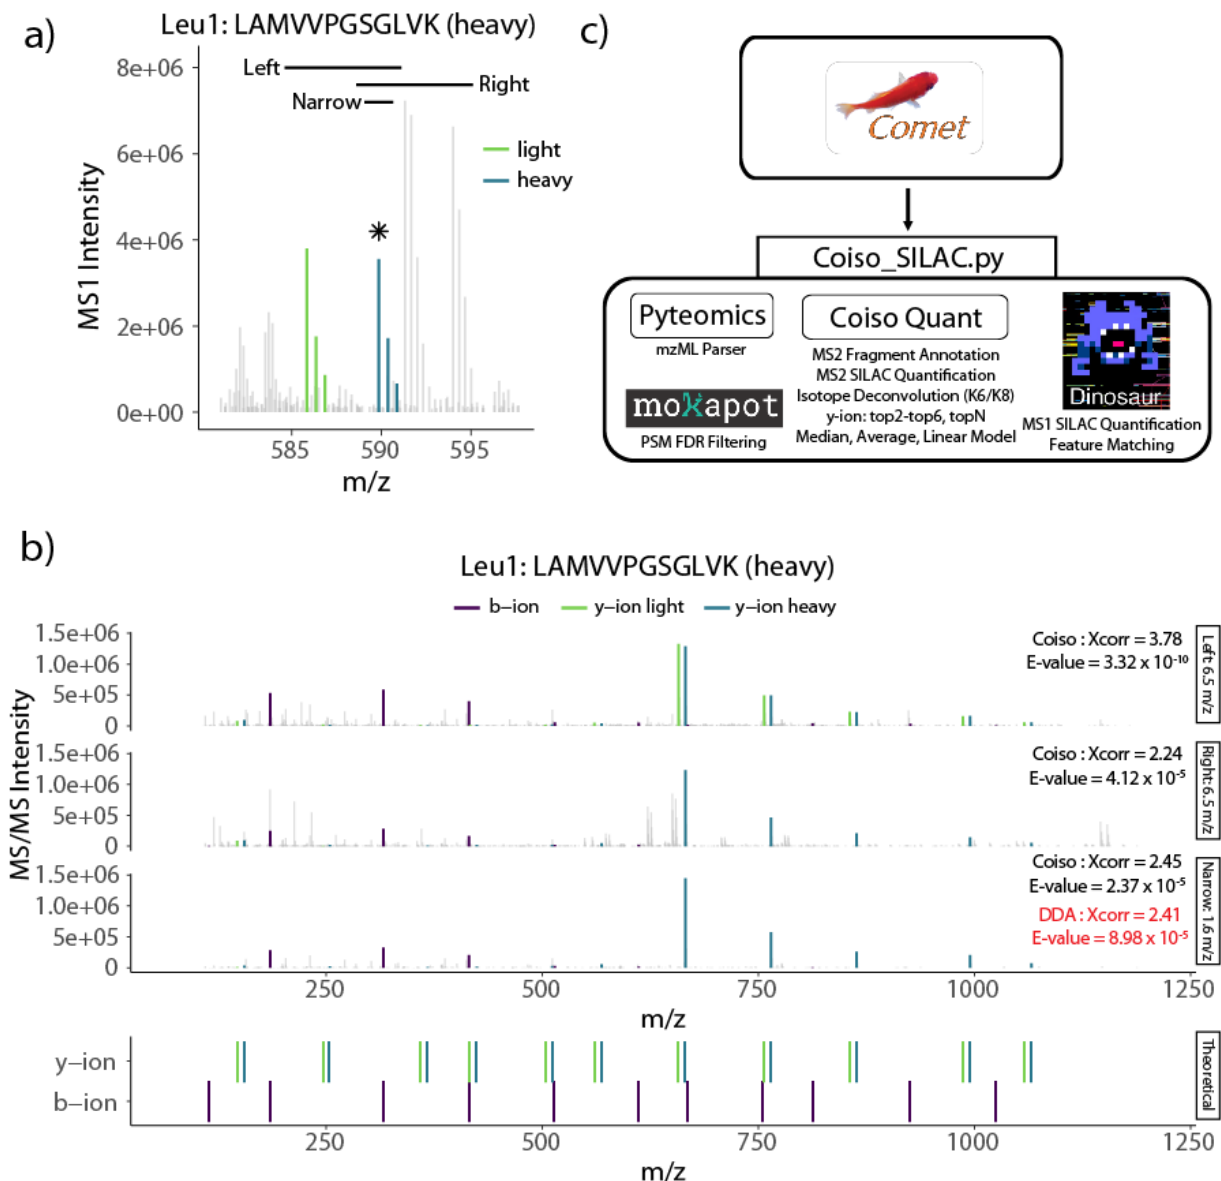 a)
Leu1: LAMVVPGSGLVK (heavy)
8e+06
6e+06
4e+06
2e+06
0e+00
MS1 Intensity
Left
Right
Narrow
light
heavy
*
585
590
595
m/z
c)
Comet
Coiso_SILAC.py
Pyteomics
mzML Parser
mokapot
PSM FDR Filtering
Coiso Quant
MS2 Fragment Annotation
MS2 SILAC Quantification
Isotope Deconvolution (K6/K8)
y-ion: top2-top6, topN
Median, Average, Linear Model
Dinosaur
MS1 SILAC Quantification
Feature Matching
b)
Leu1: LAMVVPGSGLVK (heavy)
b−ion
y−ion light
y−ion heavy
MS/MS Intensity
1.5e+06
1.0e+06
5e+05
0
Coiso : Xcorr = 3.78
E-value = 3.32 x 10⁻¹⁰
Left: 6.5 m/z
1.5e+06
1.0e+06
5e+05
0
Coiso : Xcorr = 2.24
E-value = 4.12 x 10⁻⁵
Right: 6.5 m/z
1.5e+06
1.0e+06
5e+05
0
Coiso : Xcorr = 2.45
E-value = 2.37 x 10⁻⁵
DDA : Xcorr = 2.41
E-value = 8.98 x 10⁻⁵
Narrow: 1.6 m/z
250
500
750
1000
1250
m/z
y−ion
b−ion
Theoretical
250
500
750
1000
1250
m/z